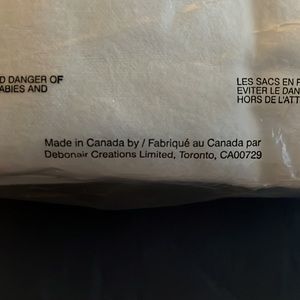 D DANGER OF
ABIES AND
LES SACS EN P
EVITER LE DAN
HORS DE L'ATT
Made in Canada by / Fabriqué au Canada par
Debonair Creations Limited, Toronto, CA00729